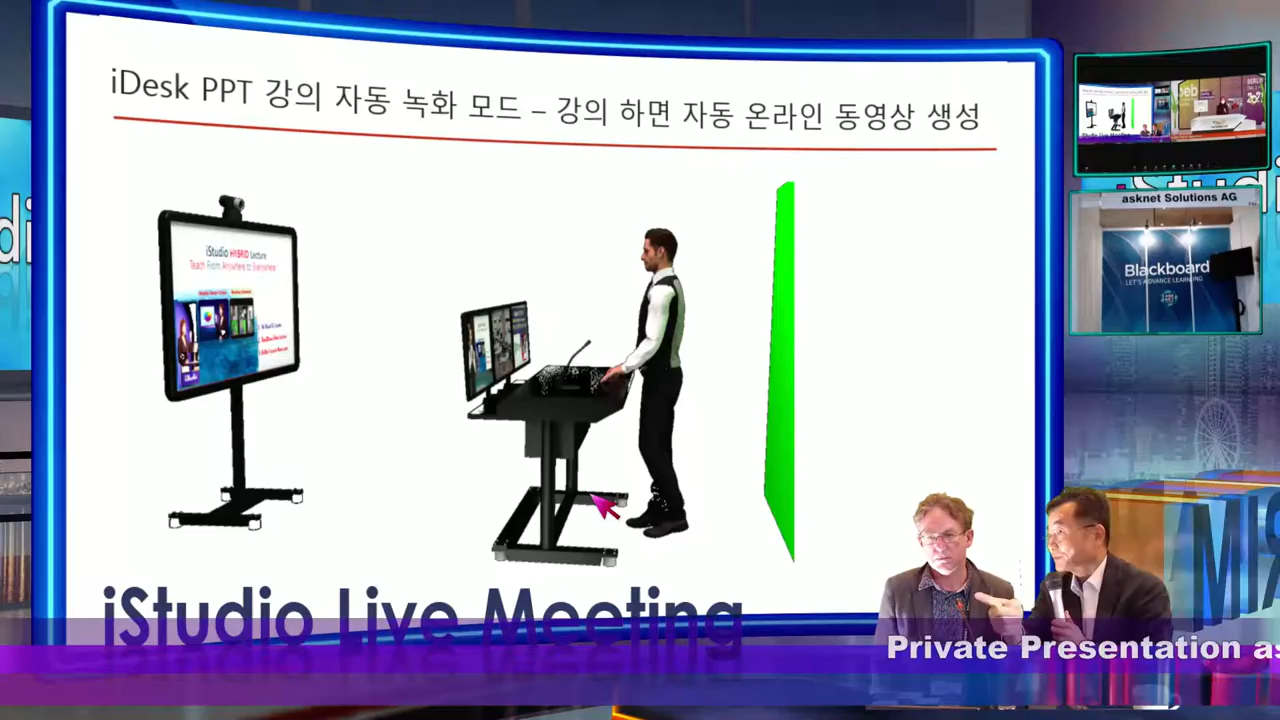 iDesk PPT 강의 자동 녹화 모드 – 강의 하면 자동 온라인 동영상 생성
iStudio HYBRID Lecture
Teach From Anywhere to Everywhere
asknet Solutions AG
Blackboard
LET'S ADVANCE LEARNING
iStudio Live Meeting
Private Presentation as